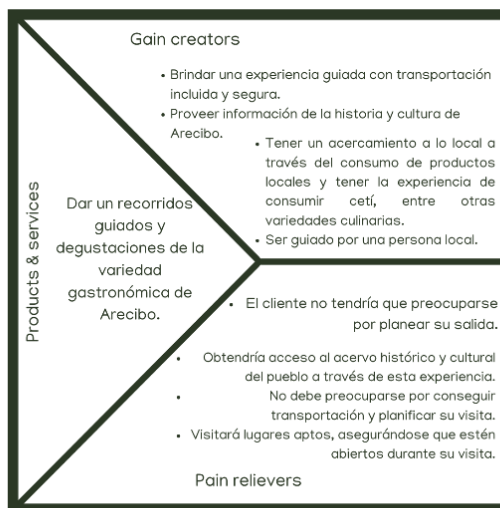 Gain creators
• Brindar una experiencia guiada con transportación
incluida y segura.
• Proveer información de la historia y cultura de
Arecibo.
• Tener un acercamiento a lo local a
través del consumo de productos
locales y tener la experiencia de
consumir cetí, entre otras
variedades culinarias.
• Ser guiado por una persona local.
Products & services
Dar un recorridos
guiados y
degustaciones de la
variedad
gastronómica de
Arecibo.
• El cliente no tendría que preocuparse
por planear su salida.
• Obtendría acceso al acervo histórico y cultural
del pueblo a través de esta experiencia.
• No debe preocuparse por conseguir
transportación y planificar su visita.
• Visitará lugares aptos, asegurándose que estén
abiertos durante su visita.
Pain relievers